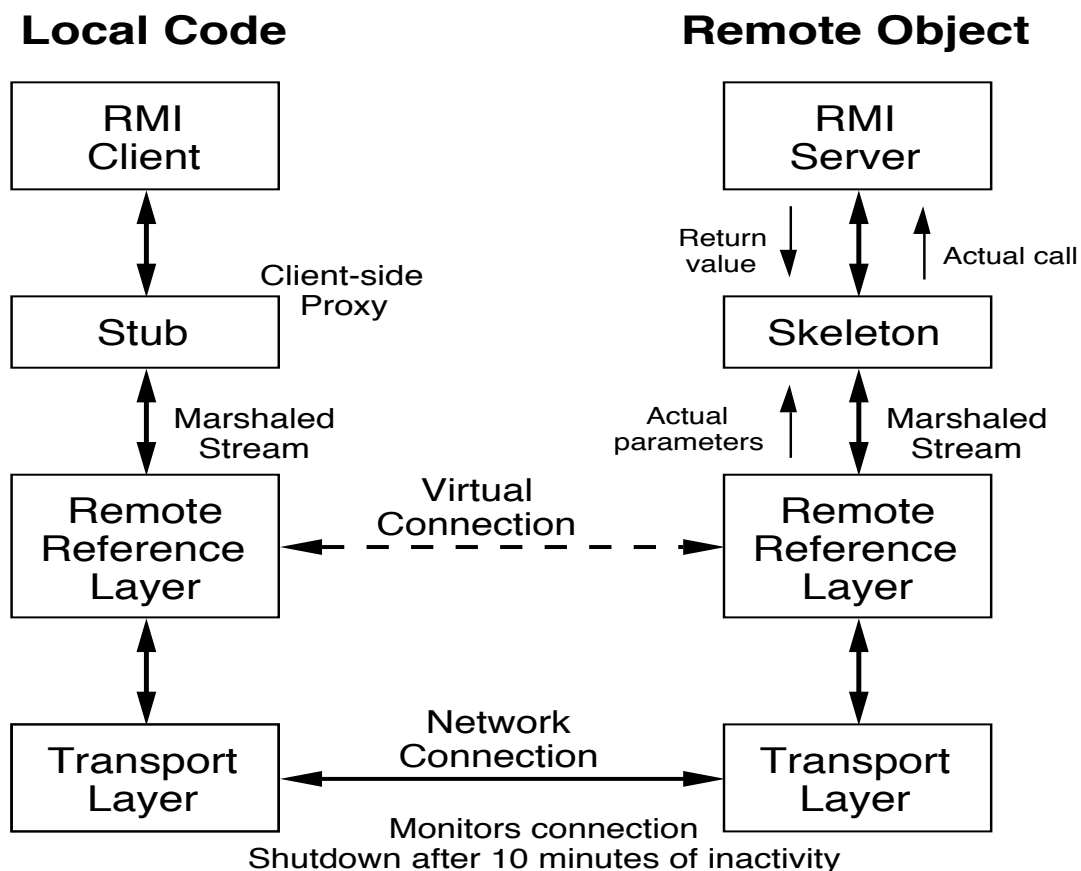 Local Code
Remote Object
RMI
Client
RMI
Server
Return
value
Actual call
Client-side
Proxy
Stub
Skeleton
Marshaled
Stream
Actual
parameters
Marshaled
Stream
Remote
Reference
Layer
Virtual
Connection
Remote
Reference
Layer
Transport
Layer
Network
Connection
Transport
Layer
Monitors connection
Shutdown after 10 minutes of inactivity